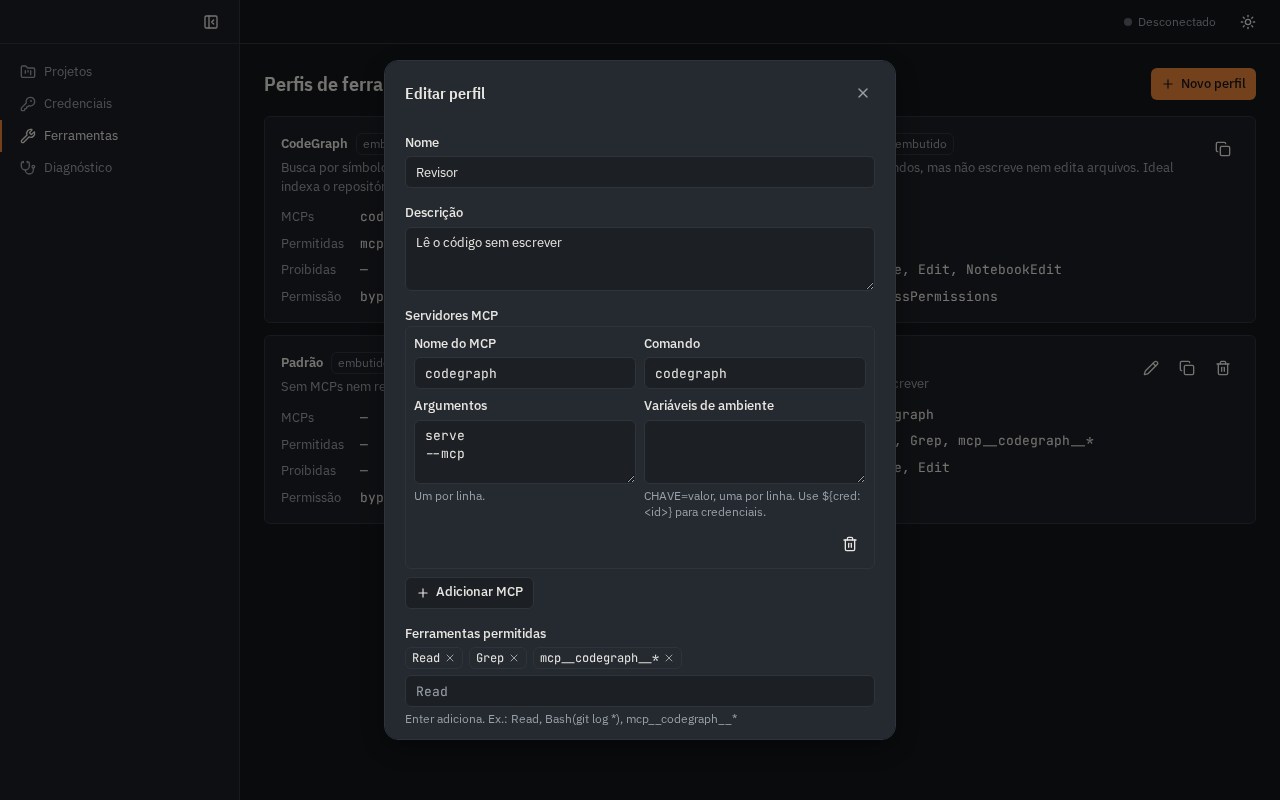 Desconectado
Projetos
Credenciais
Ferramentas
Diagnóstico
Perfis de ferra
Novo perfil
CodeGraph
Busca por símbolo
indexa o repositór
MCPs
Permitidas
mcp
Proibidas —
Permissão
embutido
ndos, mas não escreve nem edita arquivos. Ideal
e, Edit, NotebookEdit
ssPermissions
Padrão
Sem MCPs nem re
MCPs —
Permitidas —
Proibidas —
Permissão
crever
graph
, Grep, mcp__codegraph__*
e, Edit
Editar perfil
Nome
Revisor
Descrição
Lê o código sem escrever
Servidores MCP
Nome do MCP
Comando
codegraph
codegraph
Argumentos
Variáveis de ambiente
serve
--mcp
Um por linha.
CHAVE=valor, uma por linha. Use ${cred:
<id>} para credenciais.
Adicionar MCP
Ferramentas permitidas
Read
Grep
mcp__codegraph__*
Read
Enter adiciona. Ex.: Read, Bash(git log *), mcp__codegraph__*